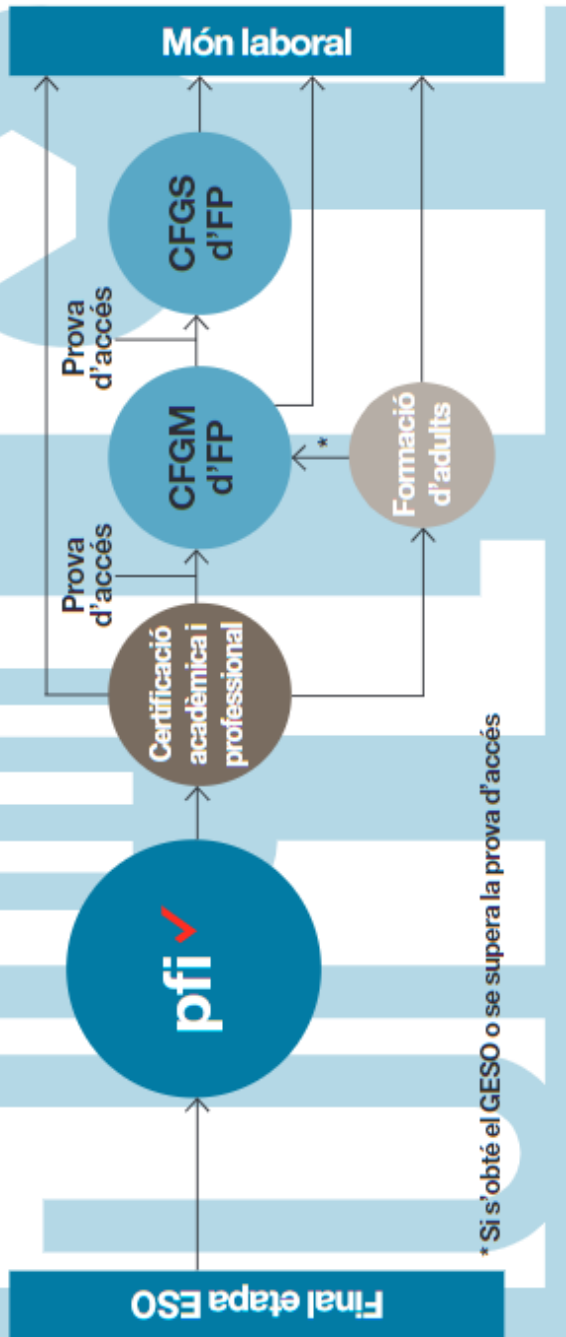 Món laboral
CFGS
d'FP
Prova
d'accés
CFGM
d'FP
*
Formació
d'adults
Prova
d'accés
Certificació
acadèmica i
professional
pfi
* Si s'obté el GESO o se supera la prova d'accés
Final etapa ESO